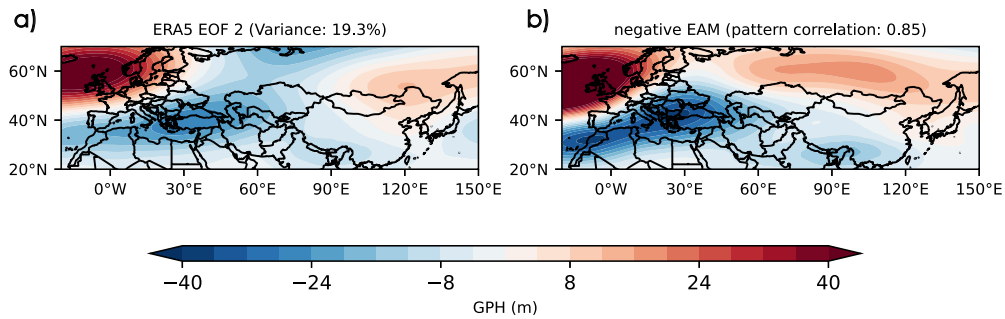 a)
ERA5 EOF 2 (Variance: 19.3%)
60°N
40°N
20°N
0°W 30°E 60°E 90°E 120°E 150°E
b)
negative EAM (pattern correlation: 0.85)
60°N
40°N
20°N
0°W 30°E 60°E 90°E 120°E 150°E
−40 −24 −8 8 24 40
GPH (m)